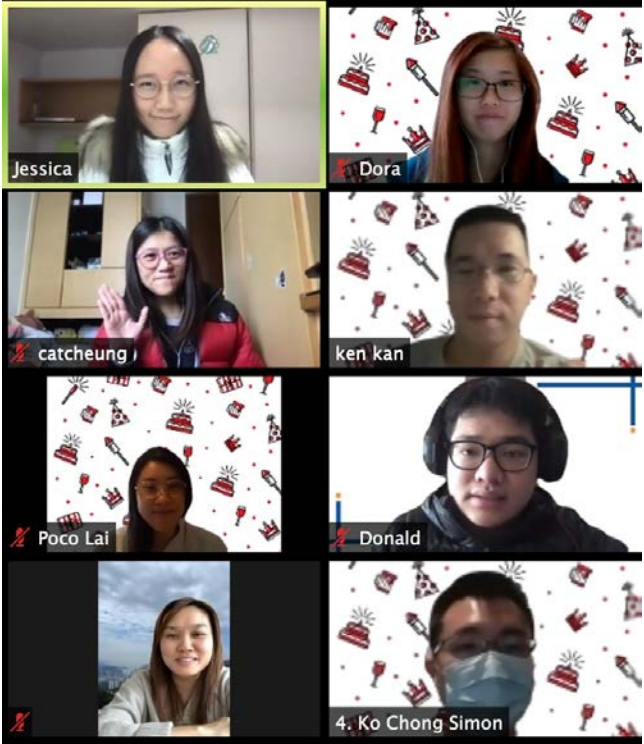 Jessica
Dora
catcheung
ken kan
Poco Lai
Donald
4. Ko Chong Simon